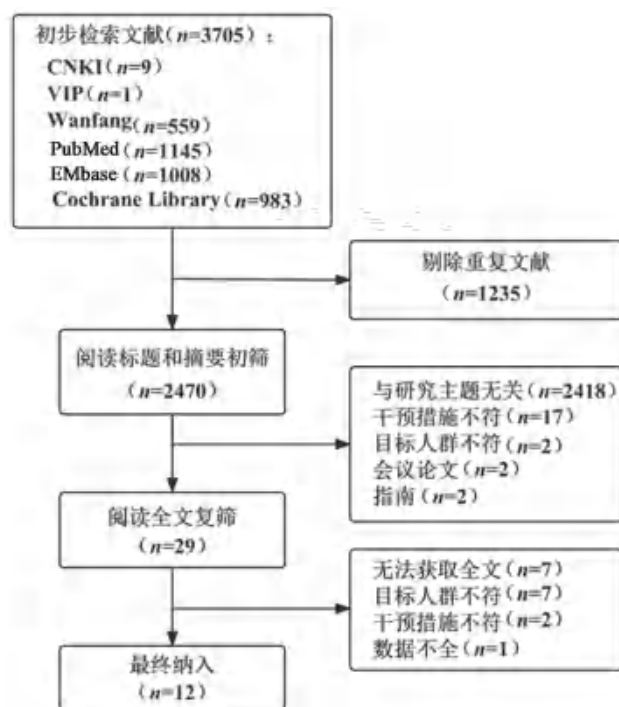 初步检索文献(n=3705)：
CNKI(n=9)
VIP(n=1)
Wanfang(n=559)
PubMed(n=1145)
EMbase(n=1008)
Cochrane Library(n=983)
剔除重复文献
(n=1235)
阅读标题和摘要初筛
(n=2470)
与研究主题无关(n=2418)
干预措施不符(n=17)
目标人群不符(n=2)
会议论文(n=2)
指南(n=2)
阅读全文复筛
(n=29)
无法获取全文(n=7)
目标人群不符(n=7)
干预措施不符(n=2)
数据不全(n=1)
最终纳入
(n=12)